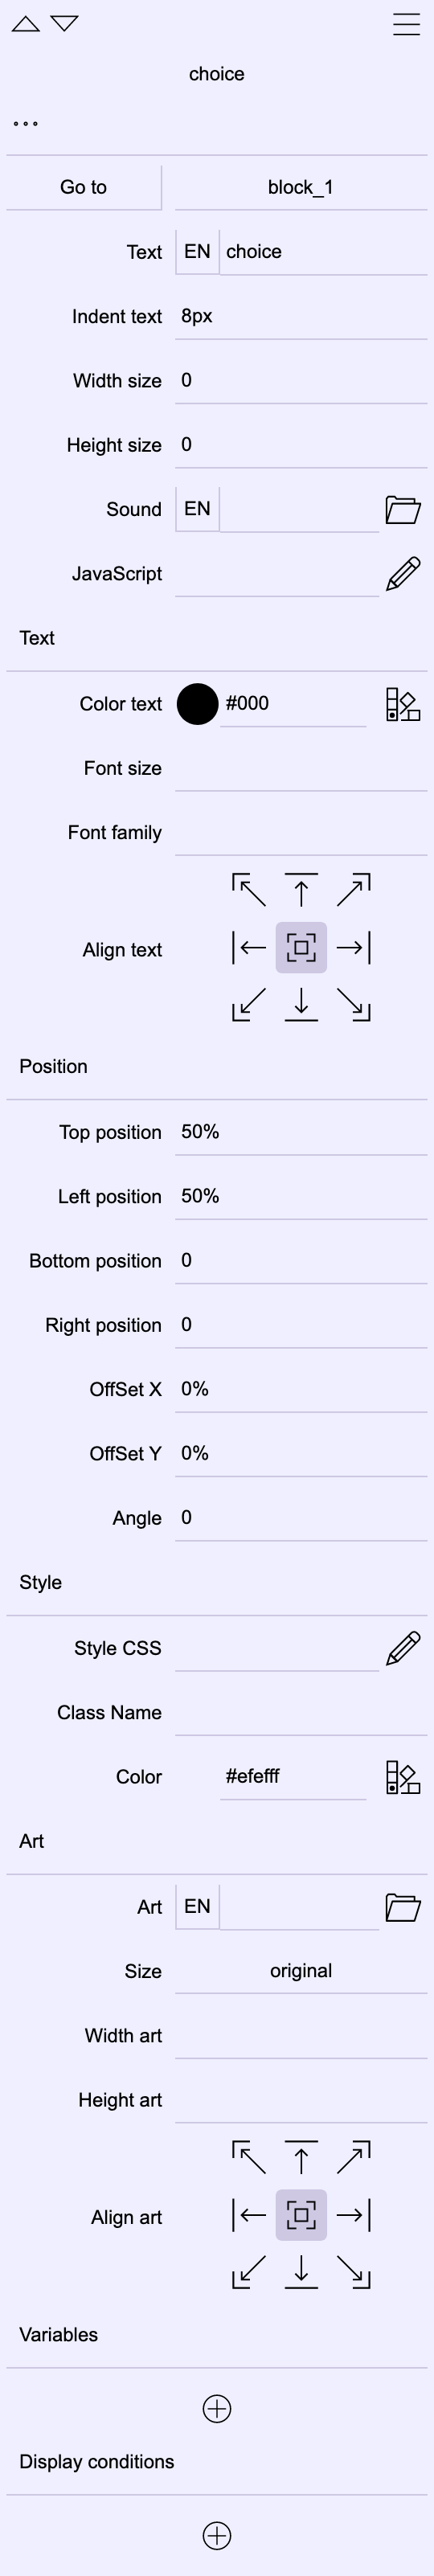 choice
Go to block_1
Text EN choice
Indent text 8px
Width size 0
Height size 0
Sound EN
JavaScript
Text
Color text #000
Font size
Font family
Align text
Position
Top position 50%
Left position 50%
Bottom position 0
Right position 0
OffSet X 0%
OffSet Y 0%
Angle 0
Style
Style CSS
Class Name
Color #efefff
Art
Art EN
Size original
Width art
Height art
Align art
Variables
Display conditions